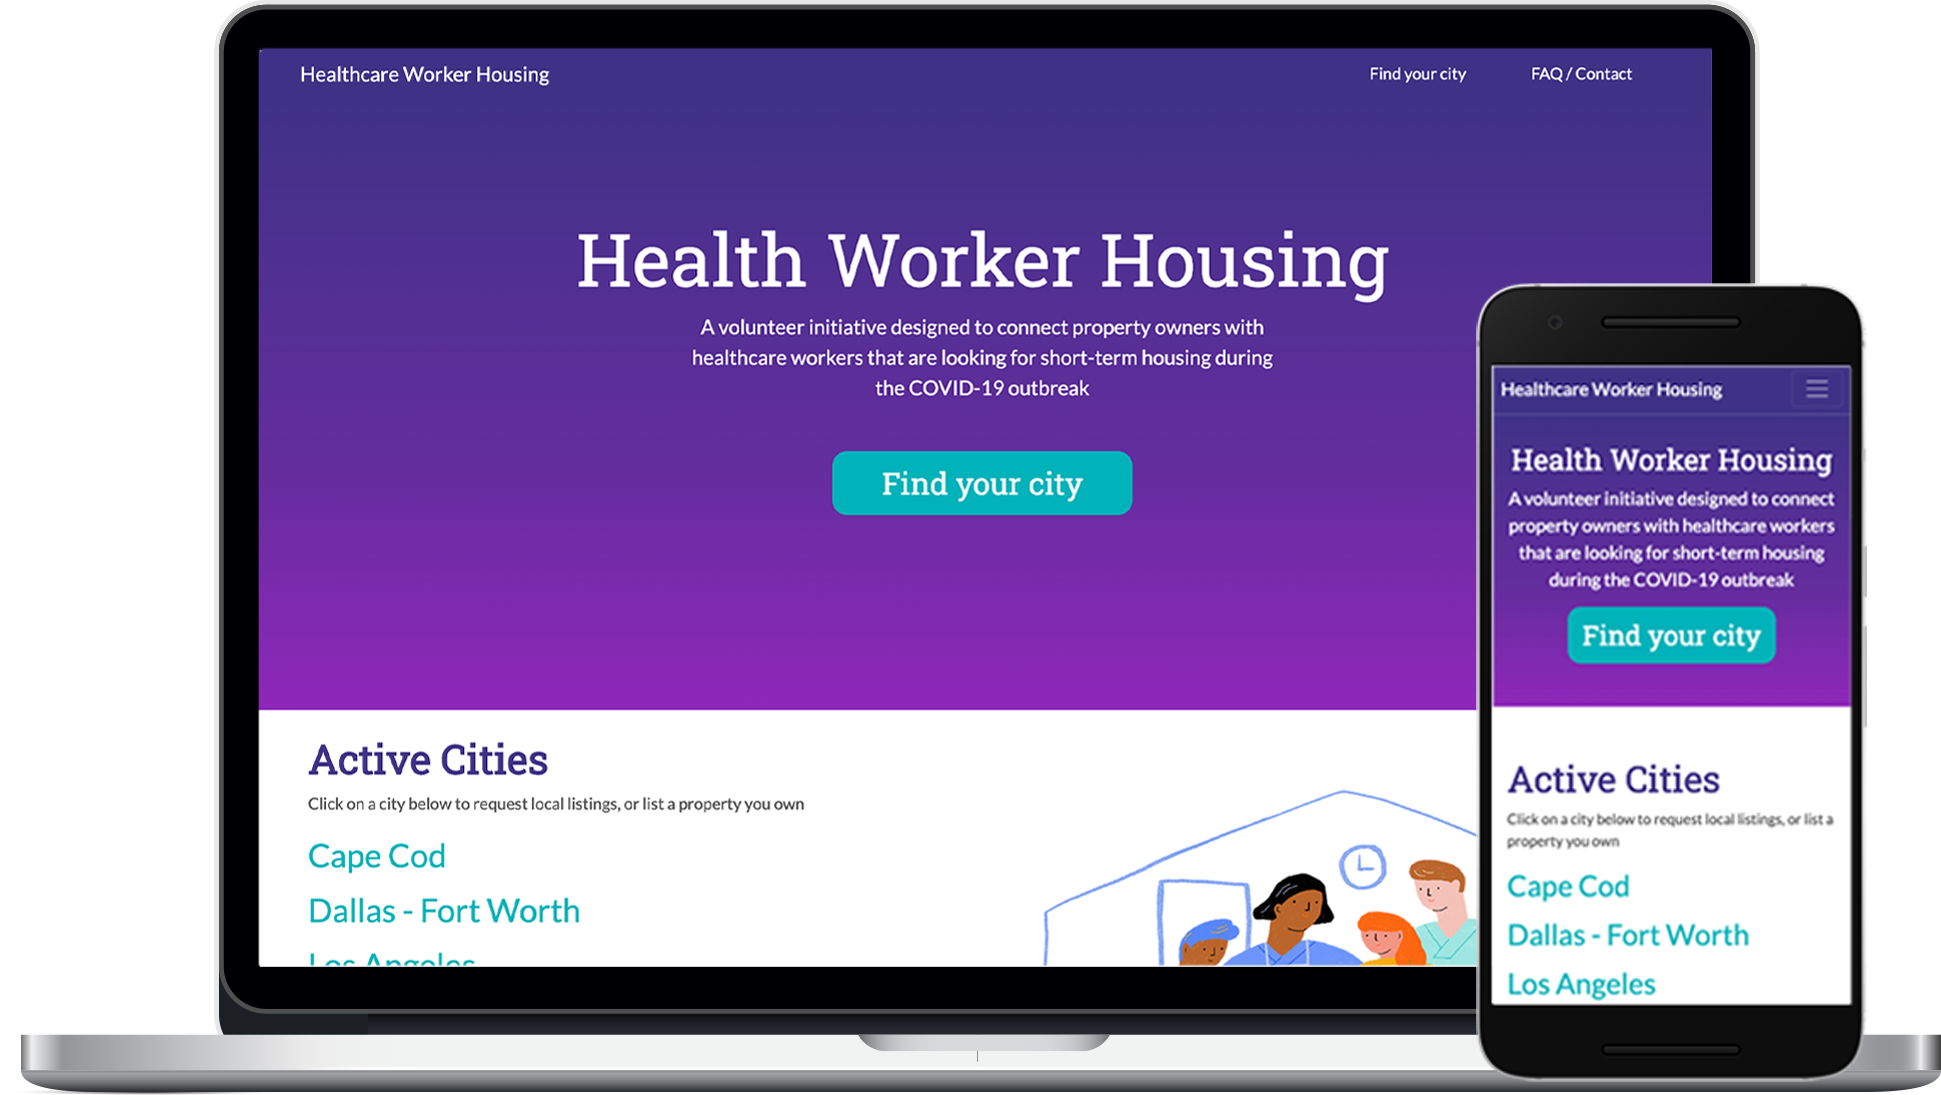 Healthcare Worker Housing
Find your city
FAQ / Contact
Health Worker Housing
A volunteer initiative designed to connect property owners with
healthcare workers that are looking for short-term housing during
the COVID-19 outbreak
Find your city
Active Cities
Click on a city below to request local listings, or list a property you own
Cape Cod
Dallas - Fort Worth
Los Angeles
Healthcare Worker Housing
Health Worker Housing
A volunteer initiative designed to connect
property owners with healthcare workers
that are looking for short-term housing
during the COVID-19 outbreak
Find your city
Active Cities
Click on a city below to request local listings, or list a
property you own
Cape Cod
Dallas - Fort Worth
Los Angeles